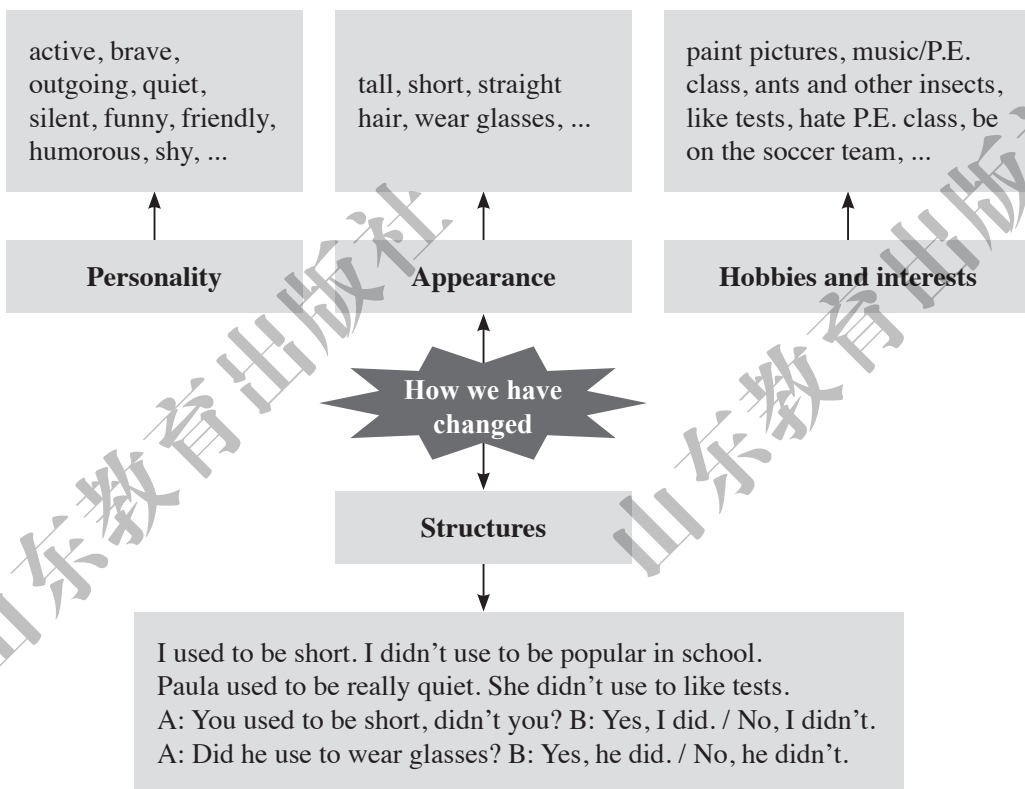 active, brave,
outgoing, quiet,
silent, funny, friendly,
humorous, shy, ...
tall, short, straight
hair, wear glasses, ...
paint pictures, music/P.E.
class, ants and other insects,
like tests, hate P.E. class, be
on the soccer team, ...
Personality
Appearance
Hobbies and interests
How we have
changed
Structures
I used to be short. I didn’t use to be popular in school.
Paula used to be really quiet. She didn’t use to like tests.
A: You used to be short, didn’t you? B: Yes, I did. / No, I didn’t.
A: Did he use to wear glasses? B: Yes, he did. / No, he didn’t.
山东教育出版社
山东教育出版